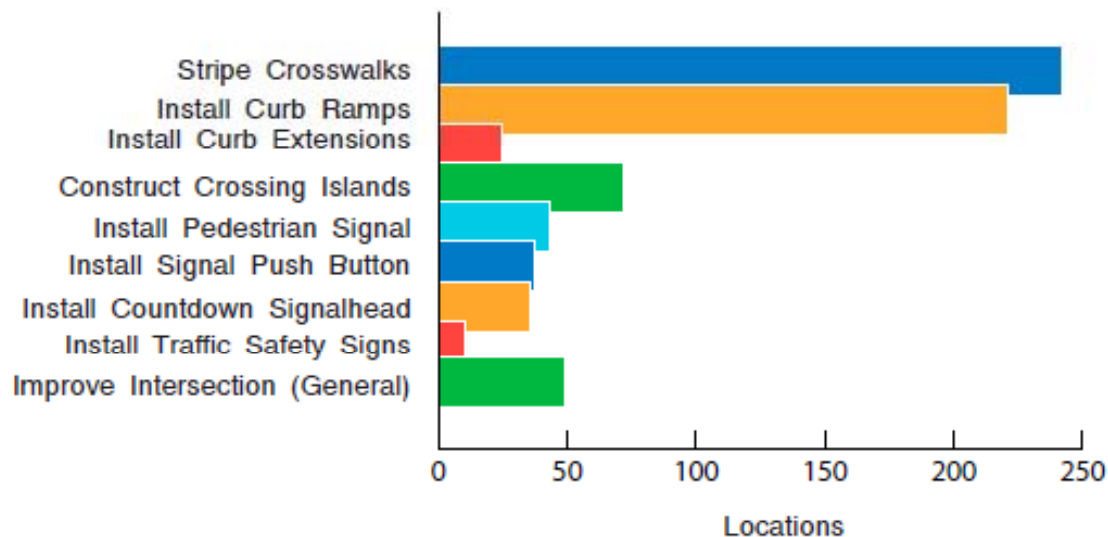 Stripe Crosswalks
Install Curb Ramps
Install Curb Extensions
Construct Crossing Islands
Install Pedestrian Signal
Install Signal Push Button
Install Countdown Signalhead
Install Traffic Safety Signs
Improve Intersection (General)
0 50 100 150 200 250
Locations